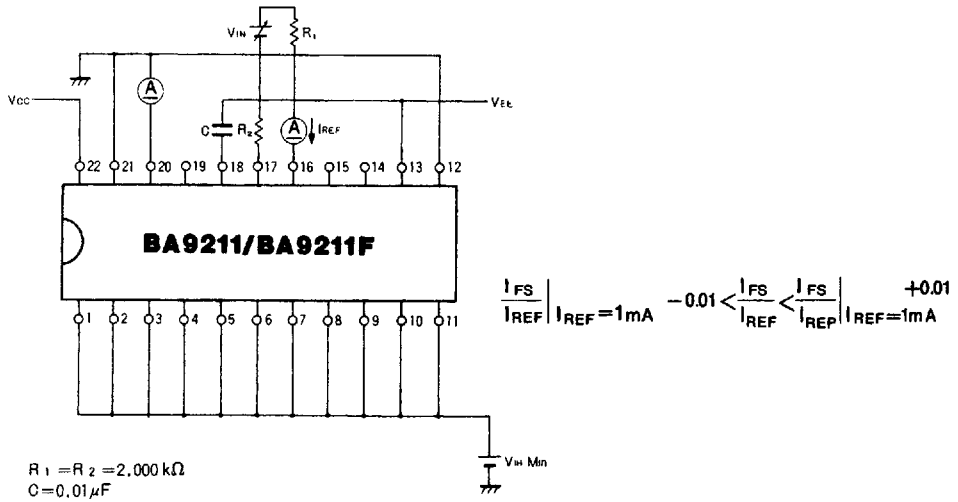 VIN R1
A
VCC VEE
C R2 A IREF
22 21 20 19 18 17 16 15 14 13 12
BA9211/BA9211F
1 2 3 4 5 6 7 8 9 10 11
IFS/IREF|IREF=1mA −0.01<IFS/IREF<IFS/IREP|IREF=1mA +0.01
VIH Min
R1=R2=2.000kΩ
C=0.01μF